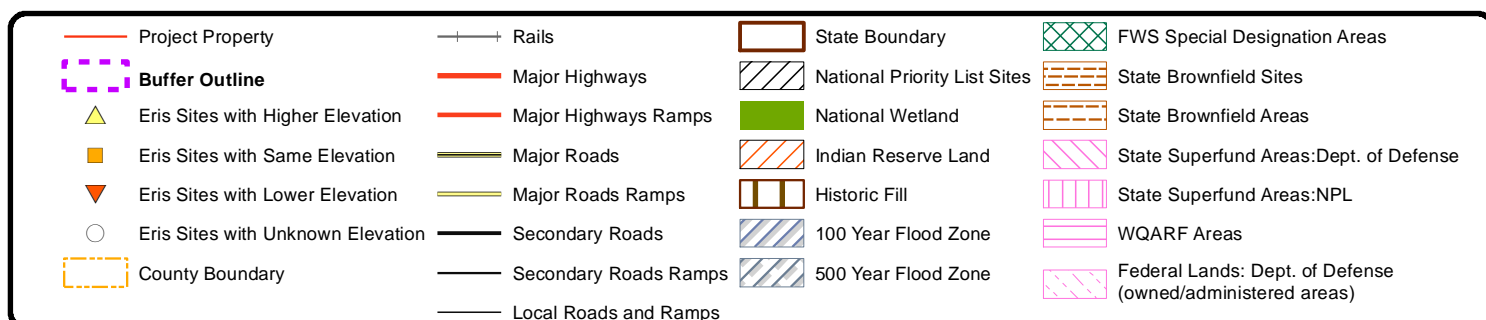 Project Property
Buffer Outline
Eris Sites with Higher Elevation
Eris Sites with Same Elevation
Eris Sites with Lower Elevation
Eris Sites with Unknown Elevation
County Boundary
Rails
Major Highways
Major Highways Ramps
Major Roads
Major Roads Ramps
Secondary Roads
Secondary Roads Ramps
Local Roads and Ramps
State Boundary
National Priority List Sites
National Wetland
Indian Reserve Land
Historic Fill
100 Year Flood Zone
500 Year Flood Zone
FWS Special Designation Areas
State Brownfield Sites
State Brownfield Areas
State Superfund Areas:Dept. of Defense
State Superfund Areas:NPL
WQARF Areas
Federal Lands: Dept. of Defense
(owned/administered areas)